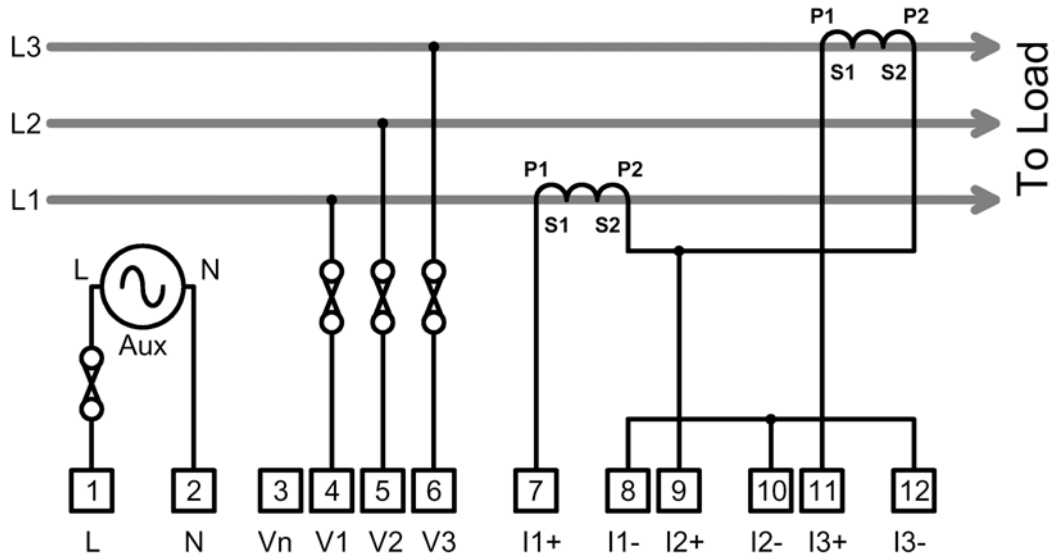 P1 P2
L3
S1 S2
L2
P1 P2
L1
S1 S2
To Load
L N
Aux
1 2 3 4 5 6 7 8 9 10 11 12
L N Vn V1 V2 V3 I1+ I1- I2+ I2- I3+ I3-